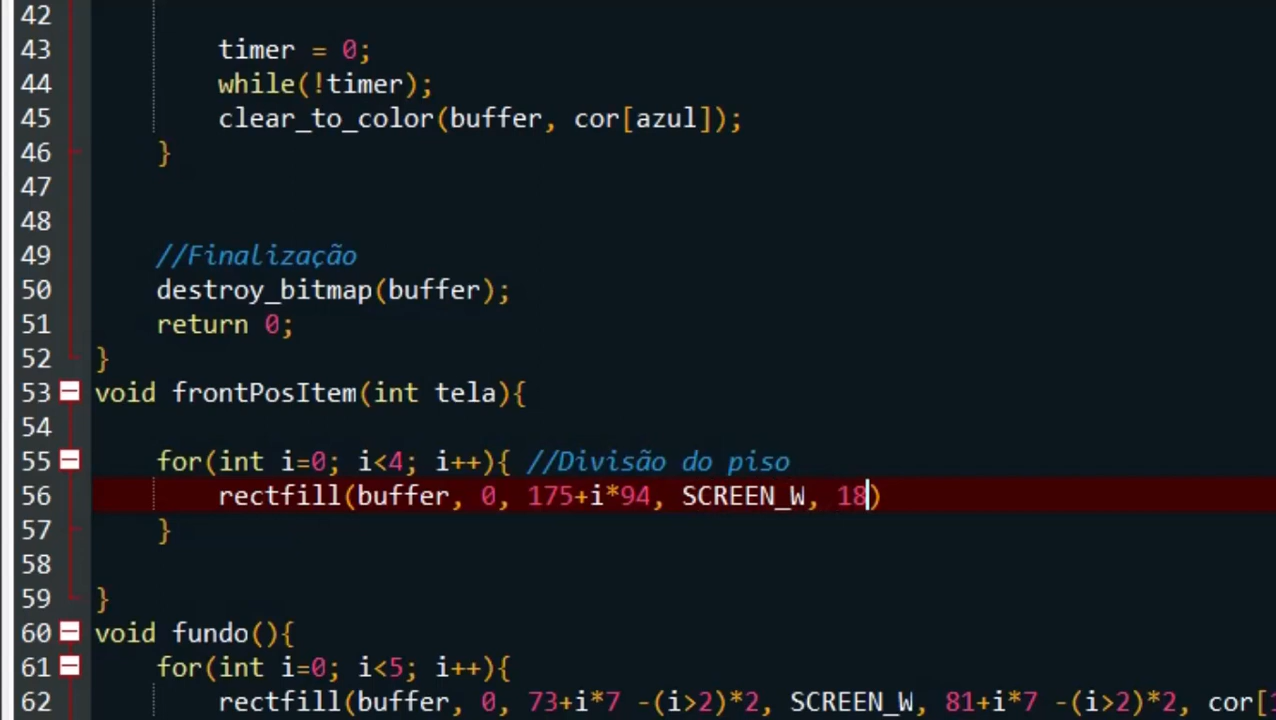 42
43 timer = 0;
44 while(!timer);
45 clear_to_color(buffer, cor[azul]);
46 }
47
48
49 //Finalização
50 destroy_bitmap(buffer);
51 return 0;
52 }
53 void frontPosItem(int tela){
54
55 for(int i=0; i<4; i++){ //Divisão do piso
56 rectfill(buffer, 0, 175+i*94, SCREEN_W, 18)
57 }
58
59 }
60 void fundo(){
61 for(int i=0; i<5; i++){
62 rectfill(buffer, 0, 73+i*7 -(i>2)*2, SCREEN_W, 81+i*7 -(i>2)*2, cor[